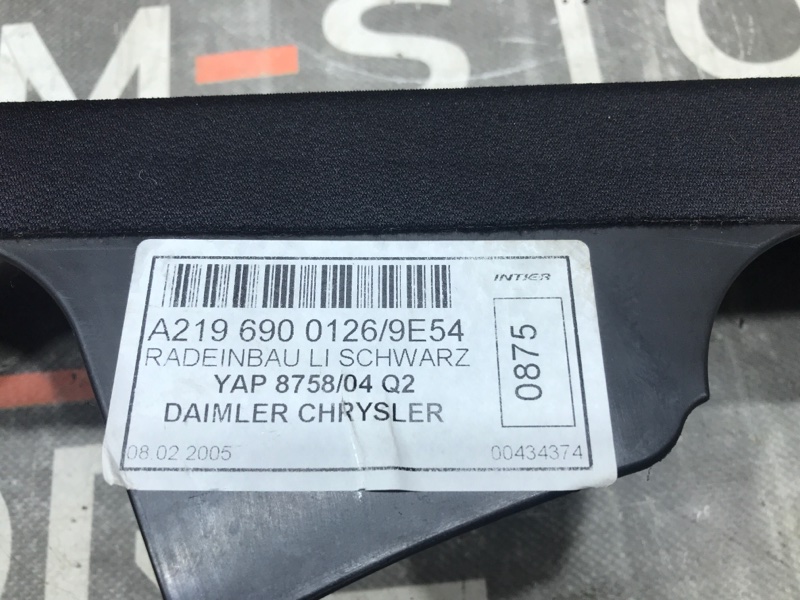 M-STO
INTIER
A219 690 0126/9E54
RADEINBAU LI SCHWARZ
YAP 8758/04 Q2
DAIMLER CHRYSLER
0875
08.02.2005
00434374